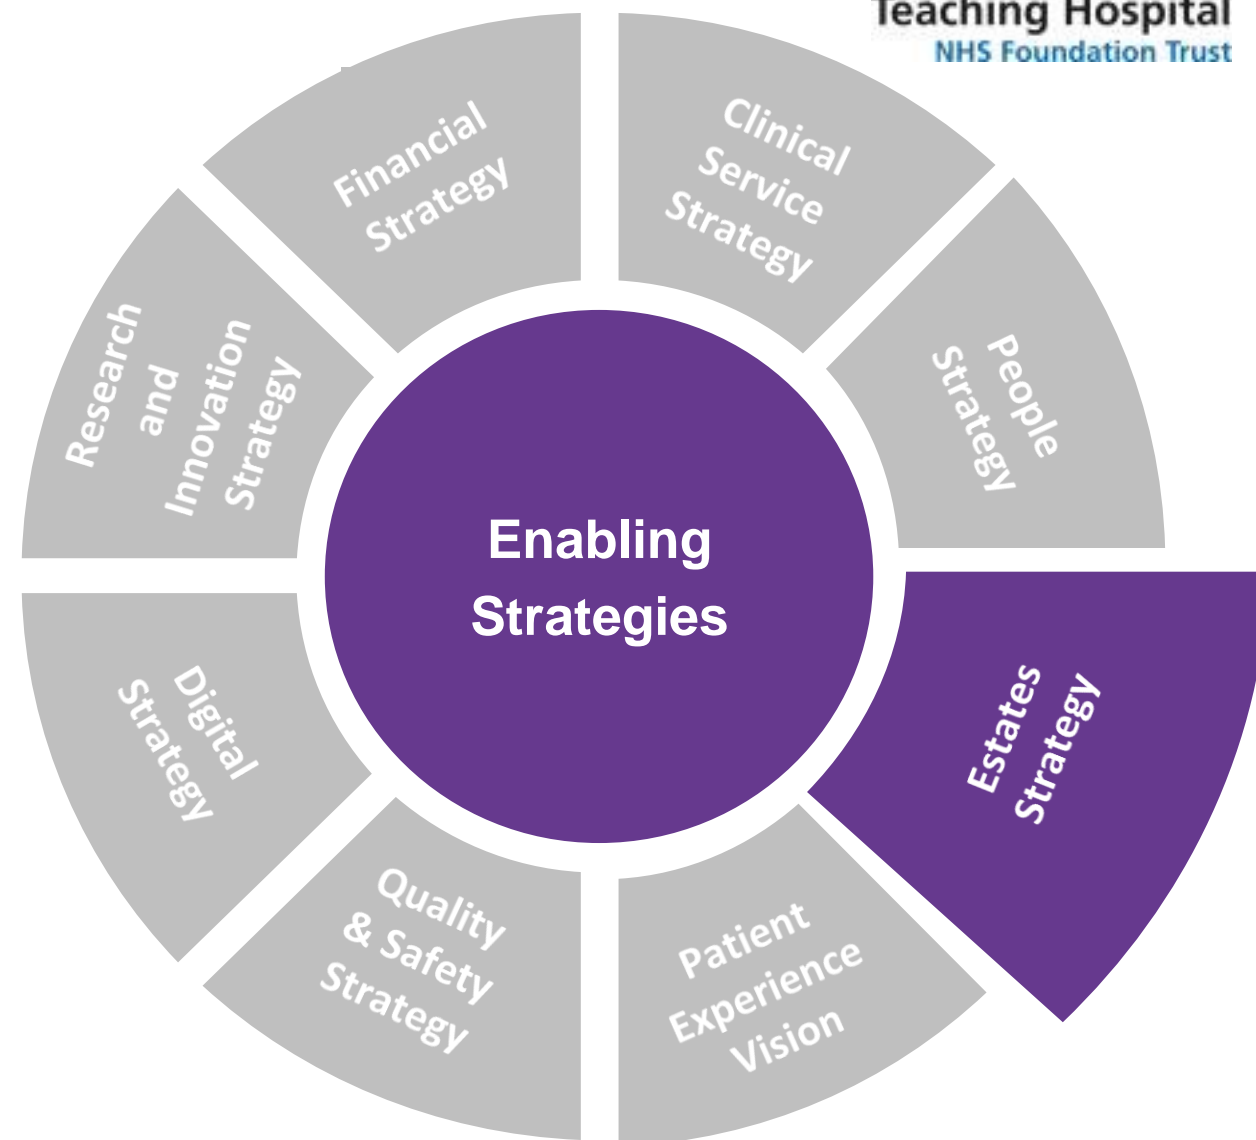 Teaching Hospital
NHS Foundation Trust
Financial
Strategy
Clinical
Service
Strategy
People
Strategy
Estates
Strategy
Patient
Experience
Vision
Quality
& Safety
Strategy
Digital
Strategy
Research
and
Innovation
Strategy
Enabling
Strategies